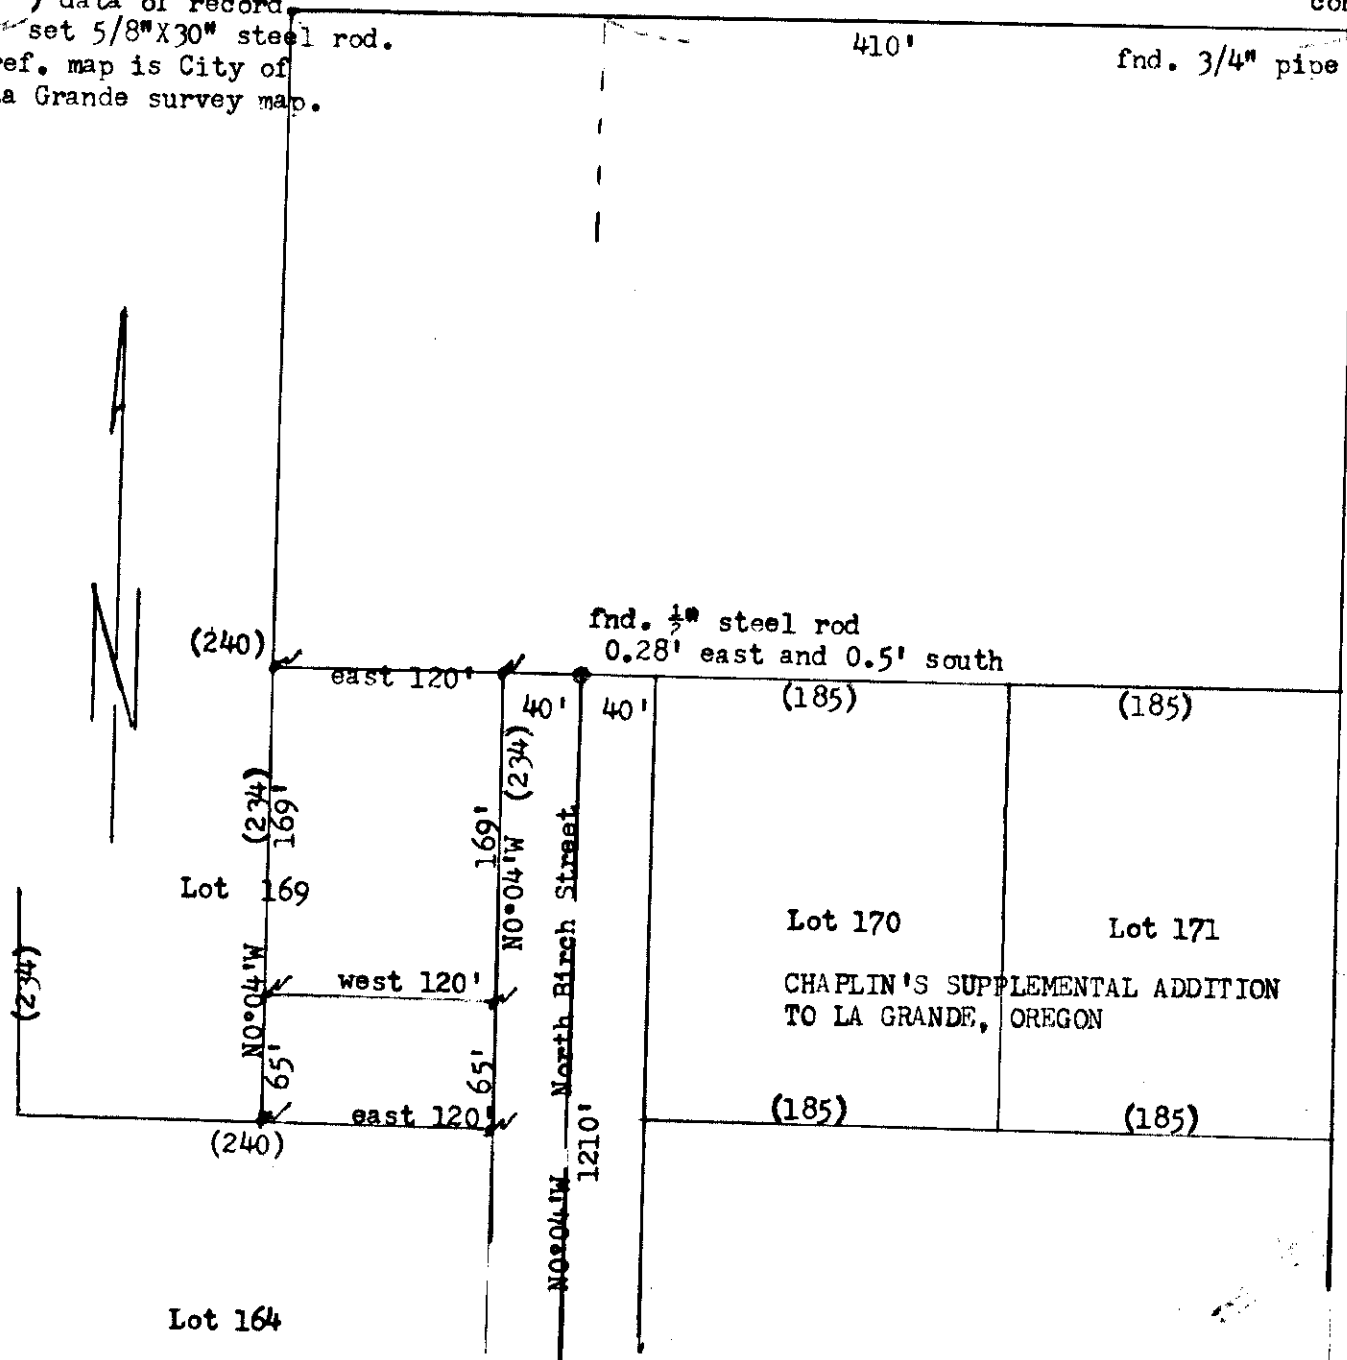 ) data of record
set 5/8"X30" steel rod.
ef. map is City of
a Grande survey map.
410'
fnd. 3/4" pipe
N
fnd. ½" steel rod
0.28' east and 0.5' south
(240)
east 120'
40'
40'
(185)
(185)
(234)
169'
169'
N0°04'W (234)
North Birch Street
Lot 169
Lot 170
Lot 171
(234)
N0°04'W
west 120'
CHAPLIN'S SUPPLEMENTAL ADDITION
TO LA GRANDE, OREGON
65'
65'
east 120'
(240)
(185)
(185)
N0°04'W
1210'
Lot 164